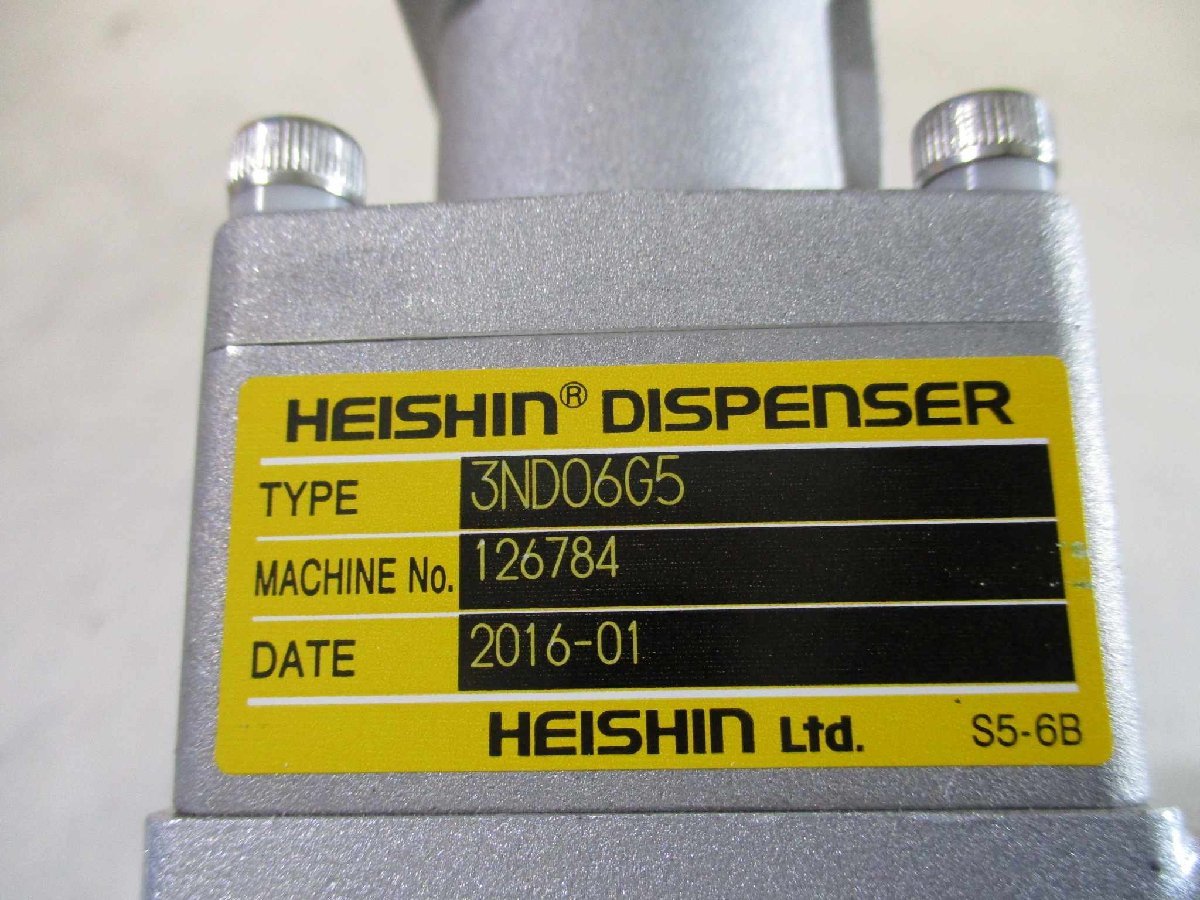 HEISHIN® DISPENSER
TYPE 3ND06G5
MACHINE No. 126784
DATE 2016-01
HEISHIN Ltd. S5-6B